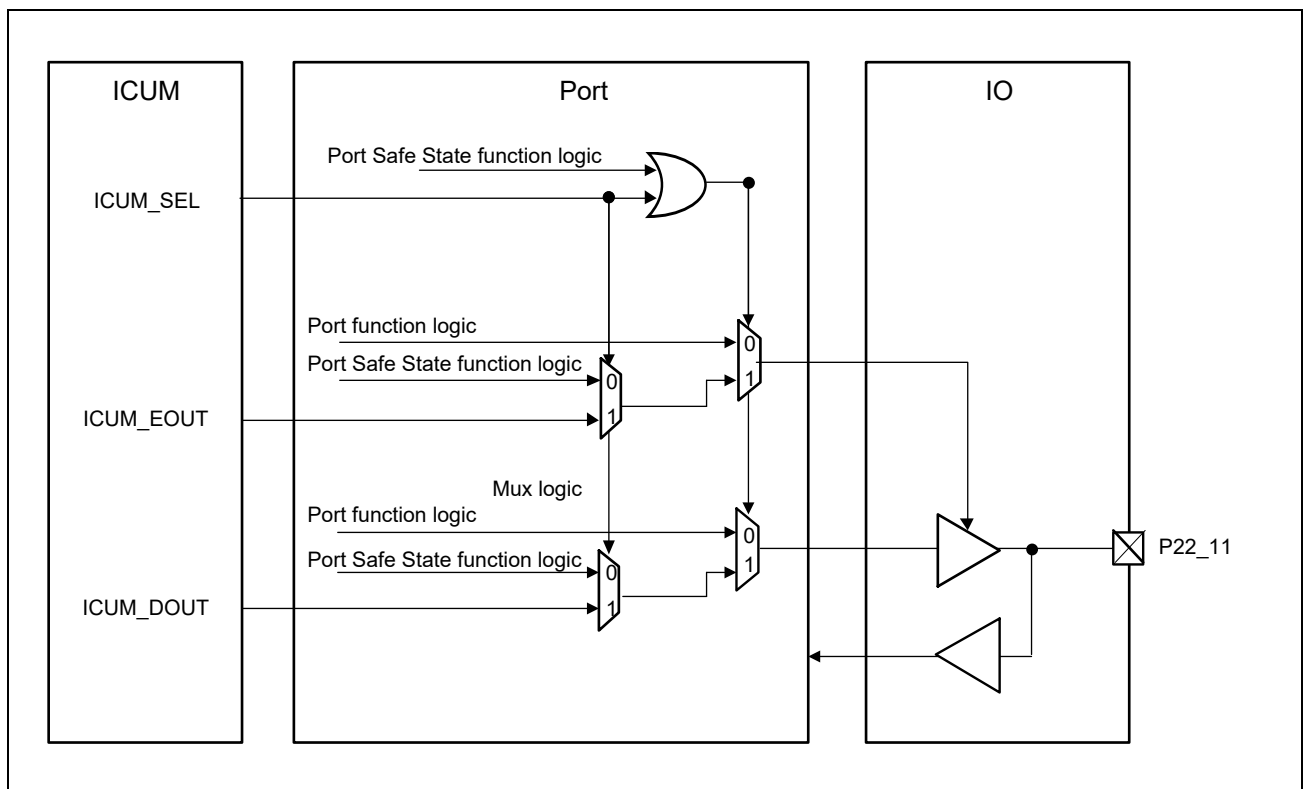 ICUM
Port
IO
Port Safe State function logic
ICUM_SEL
Port function logic
0
Port Safe State function logic
0
1
1
ICUM_EOUT
Mux logic
Port function logic
0
P22_11
Port Safe State function logic
0
1
1
ICUM_DOUT